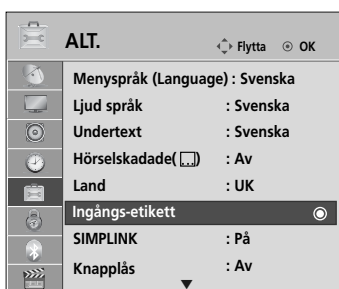 ALT. Flytta OK
Menyspråk (Language) : Svenska
Ljud språk : Svenska
Undertext : Svenska
Hörselskadade( ) : Av
Land : UK
Ingångs-etikett
SIMPLINK : På
Knapplås : Av